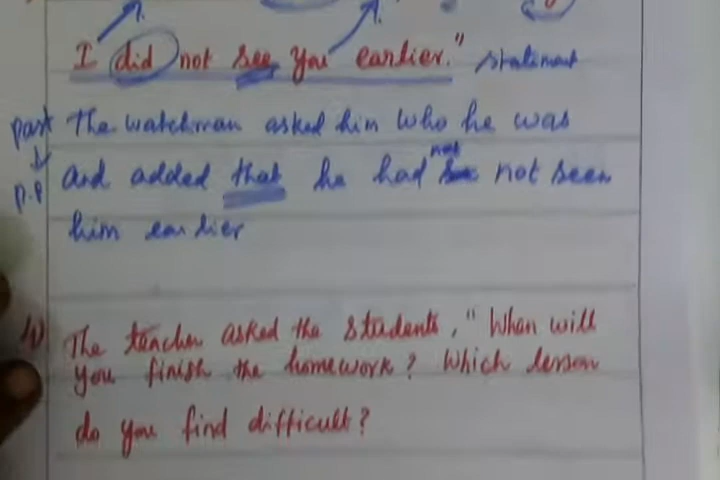 I did not see you earlier." statement
past The watchman asked him who he was
not
p.p and added that he had not seen
him earlier
4) The teacher asked the students, "When will
you finish the homework? Which lesson
do you find difficult?